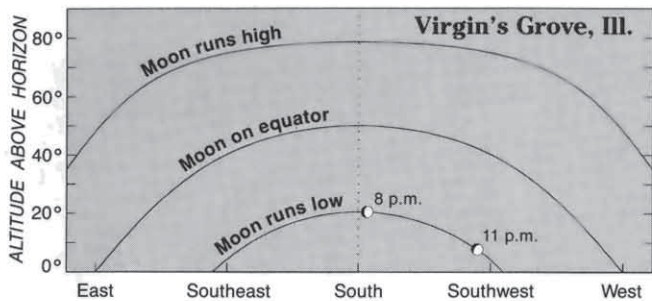 Virgin's Grove, Ill.
ALTITUDE ABOVE HORIZON
80°
60°
40°
20°
0°
Moon runs high
Moon on equator
Moon runs low
8 p.m.
11 p.m.
East
Southeast
South
Southwest
West